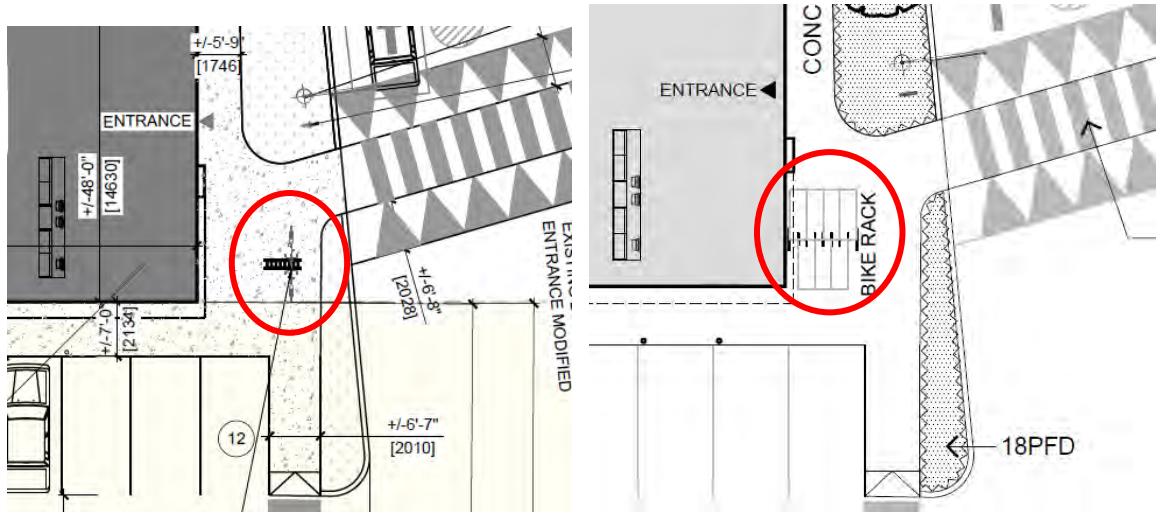 +/-5'-9"
[1746]
ENTRANCE
+/-48'-0"
[14630]
+/-7'-0"
[2134]
+/-6'-8"
[2028]
ENTRANCE MODIFIED
12
+/-6'-7"
[2010]
CONC
ENTRANCE
BIKE RACK
18PFD